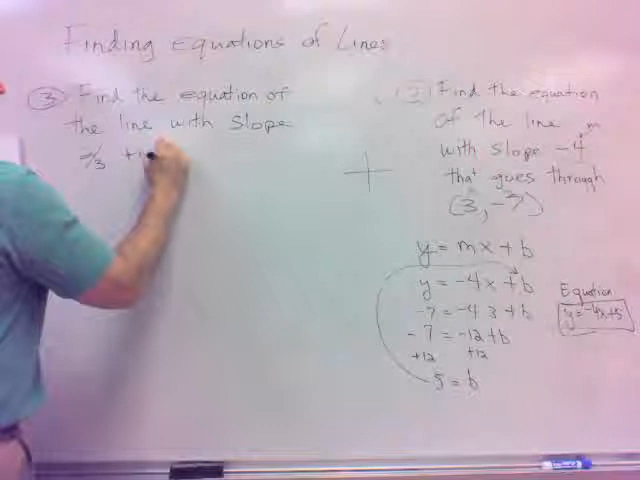 Finding Equations of Lines
③ Find the equation of
the line with slope
② Find the equation
of the line
m
with slope -4
that goes through
(3, -7)
y = mx + b
y = -4x + b
-7 = -4·3 + b
-7 = -12 + b
+12 +12
5 = b
Equation
y = -4x+5